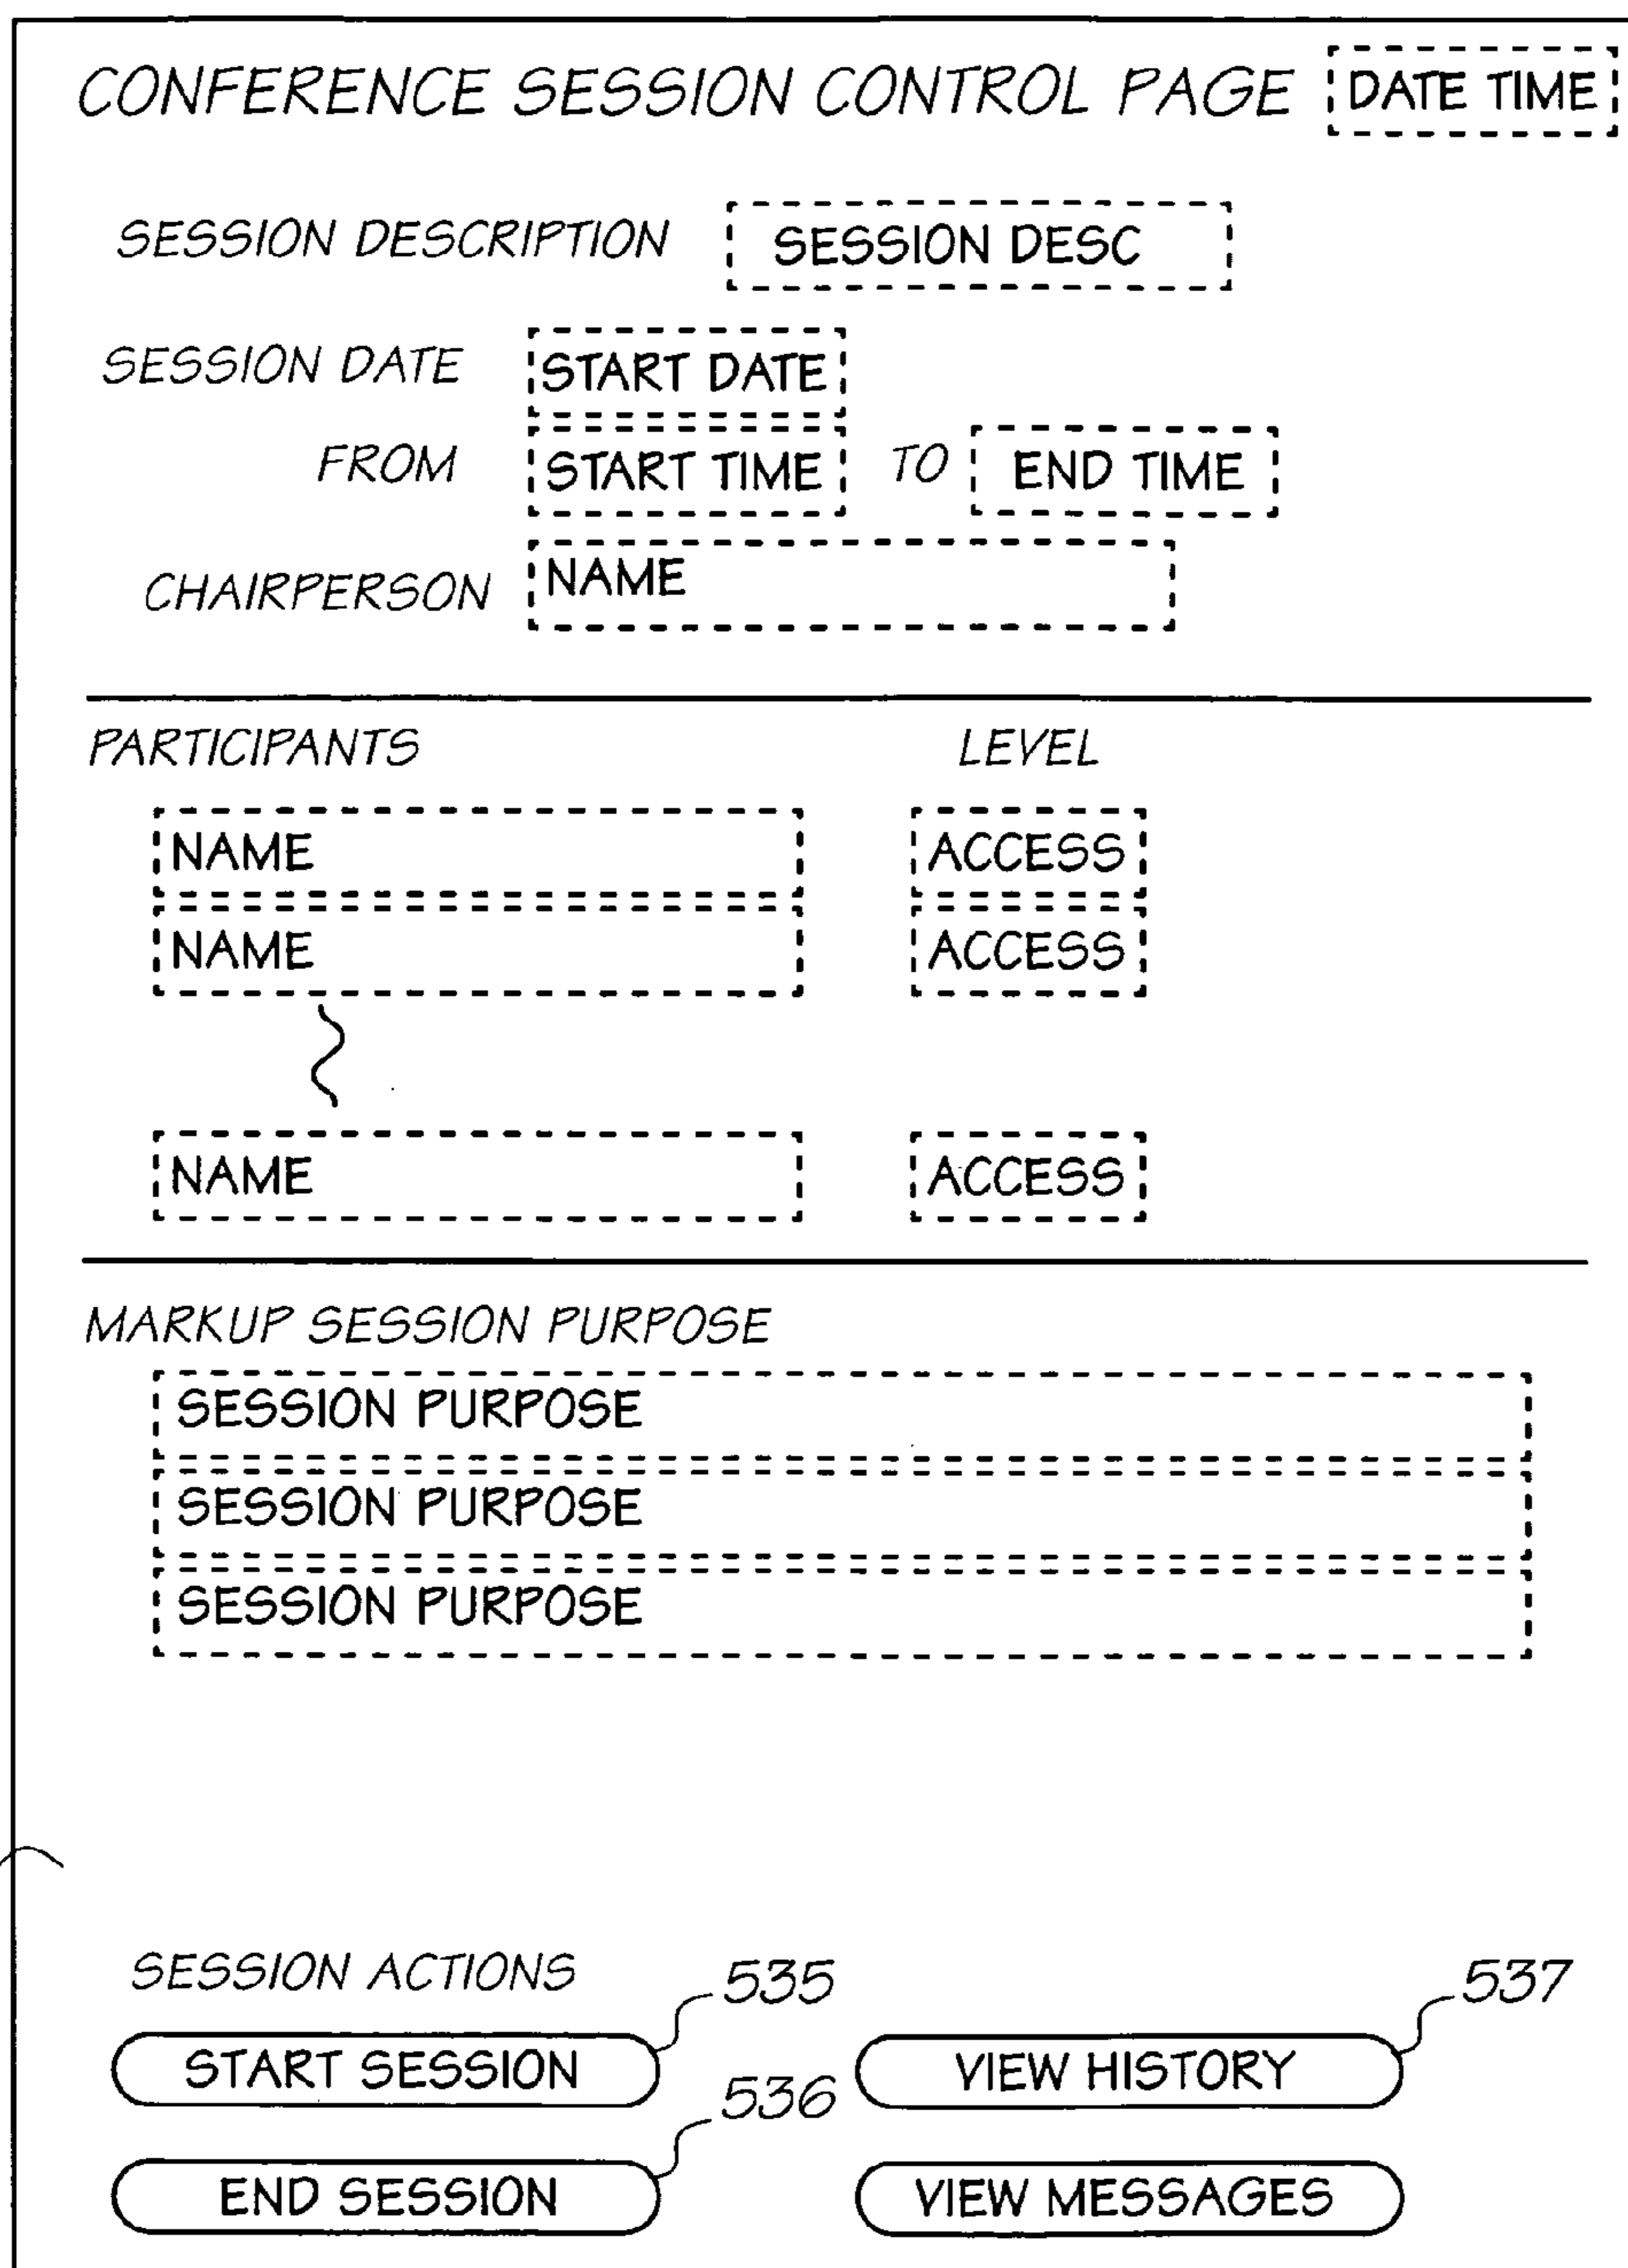 CONFERENCE SESSION CONTROL PAGE DATE TIME
SESSION DESCRIPTION SESSION DESC
SESSION DATE START DATE
FROM START TIME TO END TIME
CHAIRPERSON NAME
PARTICIPANTS LEVEL
NAME ACCESS
NAME ACCESS
NAME ACCESS
MARKUP SESSION PURPOSE
SESSION PURPOSE
SESSION PURPOSE
SESSION PURPOSE
SESSION ACTIONS 535 537
START SESSION VIEW HISTORY
536
END SESSION VIEW MESSAGES